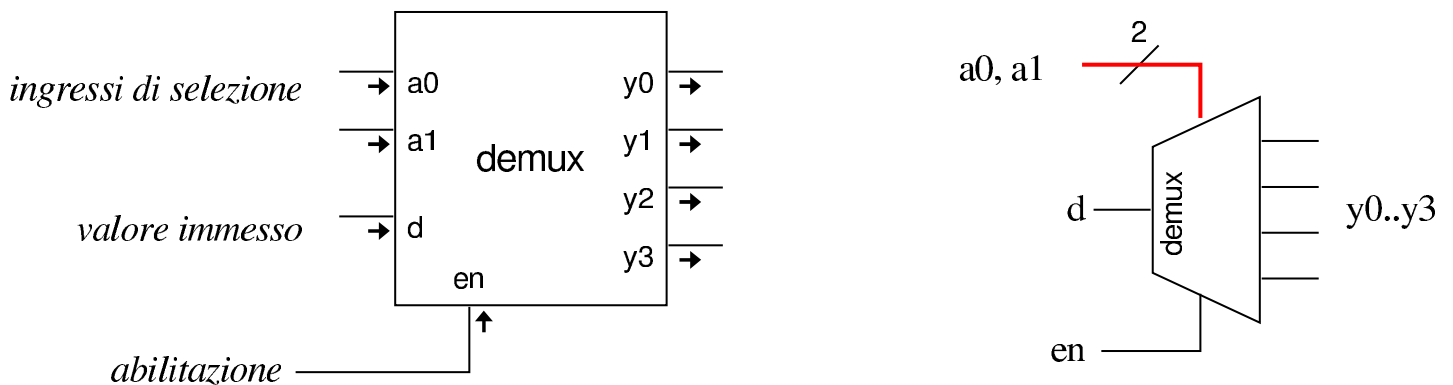 ingressi di selezione
a0
a1
valore immesso
d
en
demux
y0
y1
y2
y3
abilitazione
2
a0, a1
d
demux
y0..y3
en